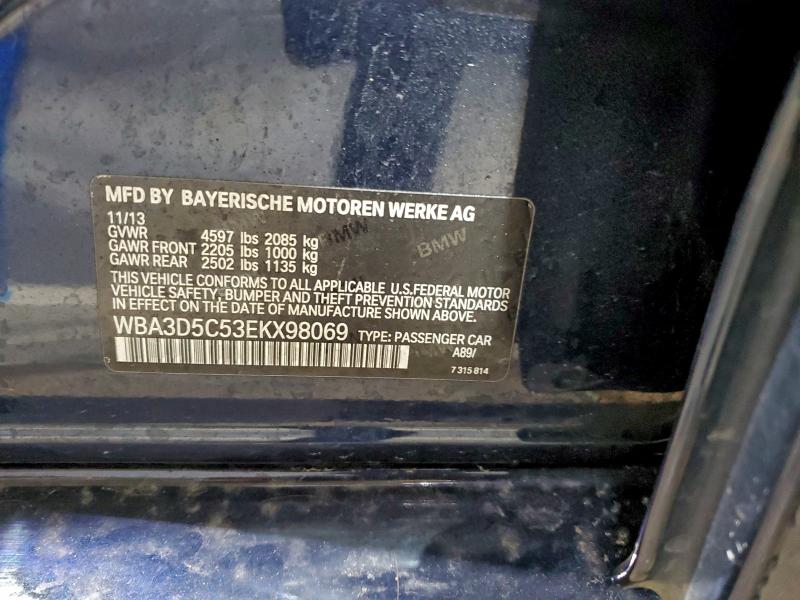 MFD BY BAYERISCHE MOTOREN WERKE AG
11/13
GVWR 4597 lbs 2085 kg
GAWR FRONT 2205 lbs 1000 kg
GAWR REAR 2502 lbs 1135 kg
BMW BMW
THIS VEHICLE CONFORMS TO ALL APPLICABLE U.S.FEDERAL MOTOR
VEHICLE SAFETY, BUMPER AND THEFT PREVENTION STANDARDS
IN EFFECT ON THE DATE OF MANUFACTURE SHOWN ABOVE.
WBA3D5C53EKX98069 TYPE: PASSENGER CAR
A89/
7 315 814